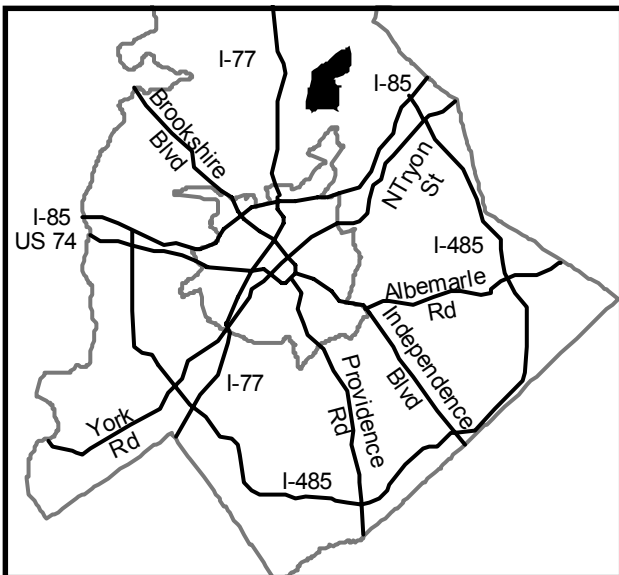 I-77
I-85
Brookshire
Blvd
NTryon
St
I-85
US 74
I-485
Albemarle
Rd
Independence
Blvd
Providence
Rd
I-77
York
Rd
I-485